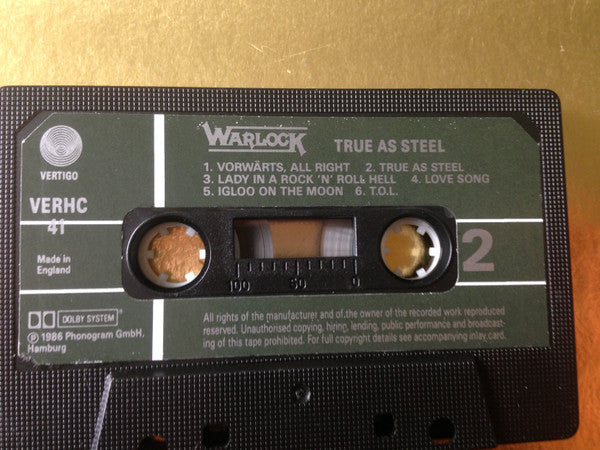 WARLOCK TRUE AS STEEL
1. VORWÄRTS, ALL RIGHT 2. TRUE AS STEEL
3. LADY IN A ROCK 'N' ROLL HELL 4. LOVE SONG
5. IGLOO ON THE MOON 6. T.O.L.
VERTIGO
VERHC
41
Made in
England
2
100 50 0
DOLBY SYSTEM
℗ 1986 Phonogram GmbH,
Hamburg
All rights of the manufacturer and of the owner of the recorded work reproduced
reserved. Unauthorised copying, hiring, lending, public performance and broadcast-
ing of this tape prohibited. For full copyright details see accompanying inlay card.